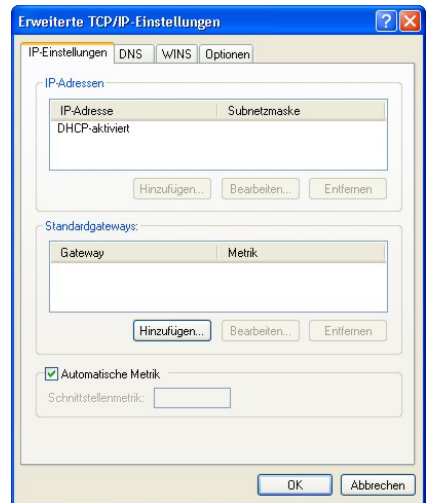 Erweiterte TCP/IP-Einstellungen
IP-Einstellungen DNS WINS Optionen
IP-Adressen
IP-Adresse Subnetzmaske
DHCP-aktiviert
Hinzufügen... Bearbeiten... Entfernen
Standardgateways:
Gateway Metrik
Hinzufügen... Bearbeiten... Entfernen
Automatische Metrik
Schnittstellenmetrik:
OK Abbrechen